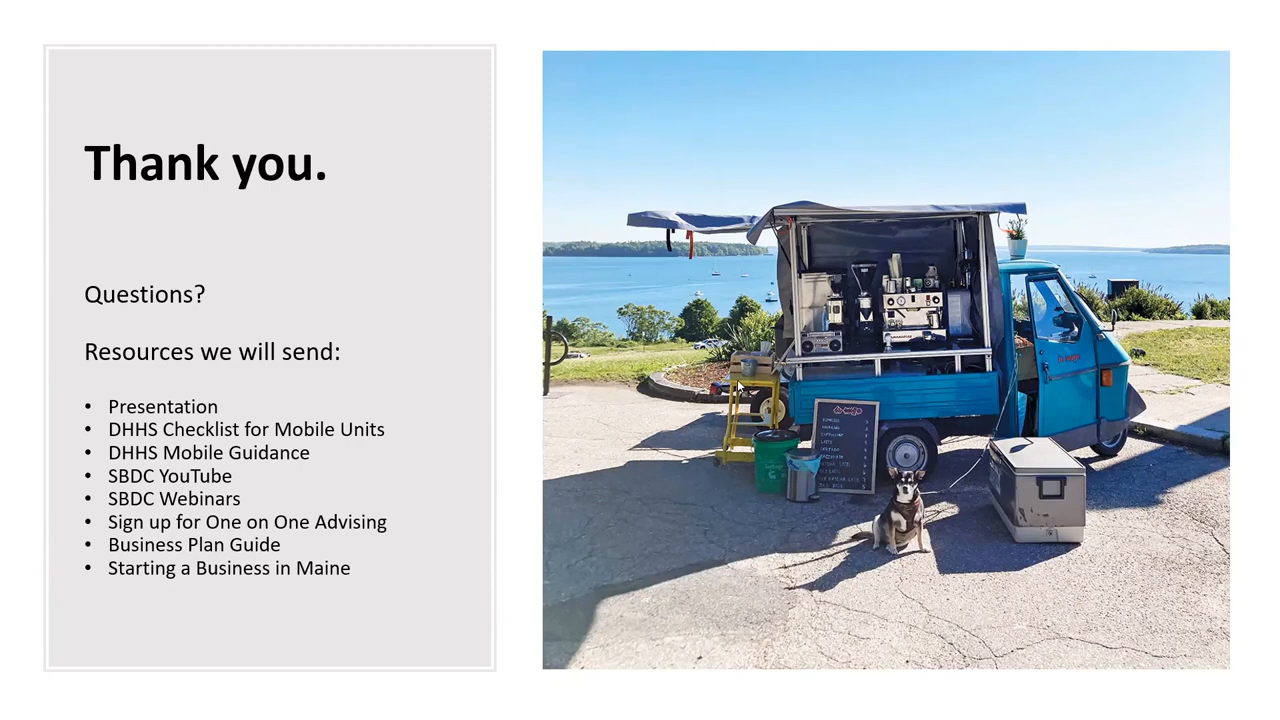 Thank you.
Questions?
Resources we will send:
• Presentation
• DHHS Checklist for Mobile Units
• DHHS Mobile Guidance
• SBDC YouTube
• SBDC Webinars
• Sign up for One on One Advising
• Business Plan Guide
• Starting a Business in Maine